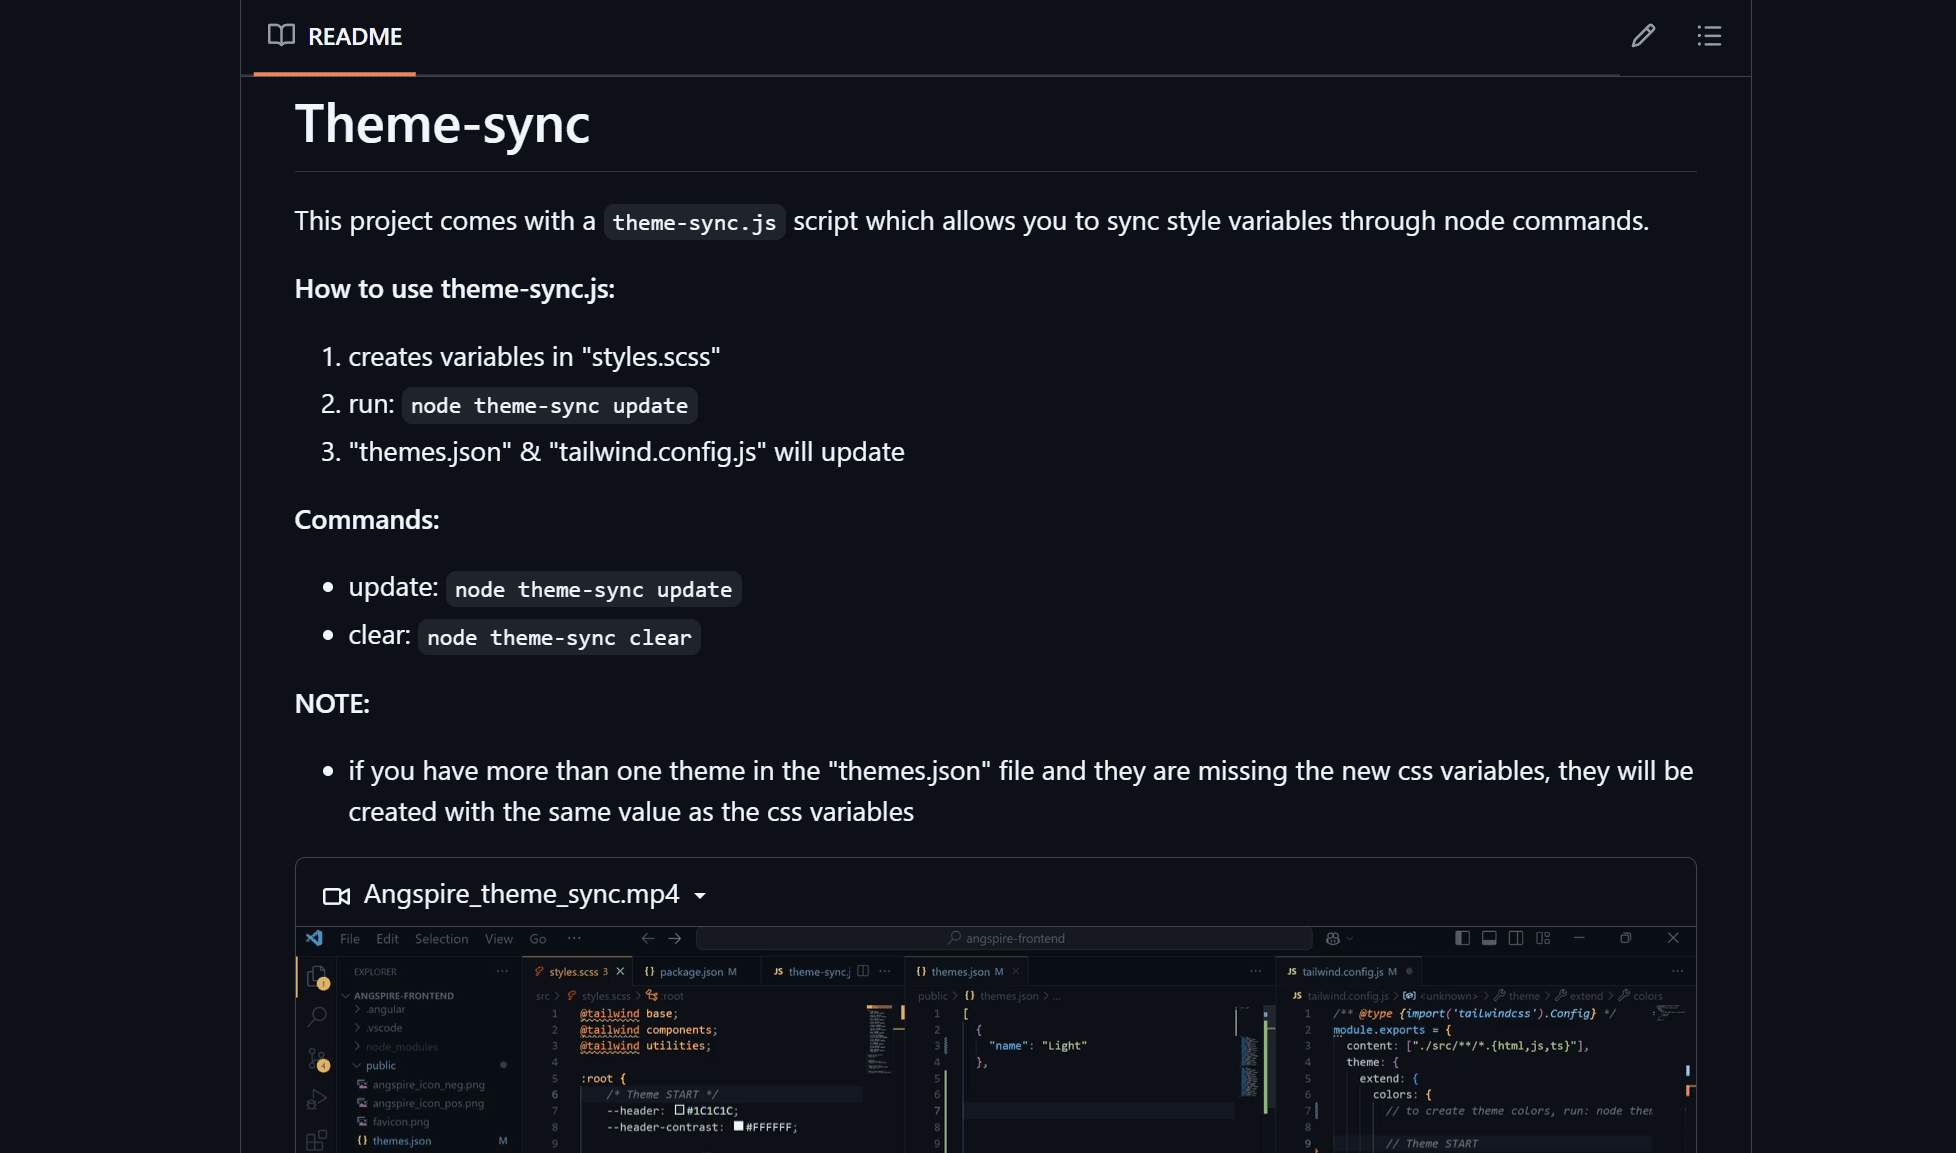 README
Theme-sync
This project comes with a theme-sync.js script which allows you to sync style variables through node commands.
How to use theme-sync.js:
1. creates variables in "styles.scss"
2. run: node theme-sync update
3. "themes.json" & "tailwind.config.js" will update
Commands:
• update: node theme-sync update
• clear: node theme-sync clear
NOTE:
• if you have more than one theme in the "themes.json" file and they are missing the new css variables, they will be
created with the same value as the css variables
Angspire_theme_sync.mp4
File Edit Selection View Go ··· angspire-frontend
EXPLORER ···
ANGSPIRE-FRONTEND
.angular
.vscode
node_modules
public
angspire_icon_neg.png
angspire_icon_pos.png
favicon.png
{} themes.json M
styles.scss 3 {} package.json M JS theme-sync.j ···
src > styles.scss > :root
1 @tailwind base;
2 @tailwind components;
3 @tailwind utilities;
4
5 :root {
6 /* Theme START */
7 --header: #1C1C1C;
8 --header-contrast: #FFFFFF;
9
{} themes.json M ···
public > {} themes.json > ...
1 [
2 {
3 "name": "Light"
4 },
5
6
7
8
9
JS tailwind.config.js M ···
JS tailwind.config.js > <unknown> > theme > extend > colors
1 /** @type {import('tailwindcss').Config} */
2 module.exports = {
3 content: ["./src/**/*.{html,js,ts}"],
4 theme: {
5 extend: {
6 colors: {
7 // to create theme colors, run: node
8
9 // Theme START